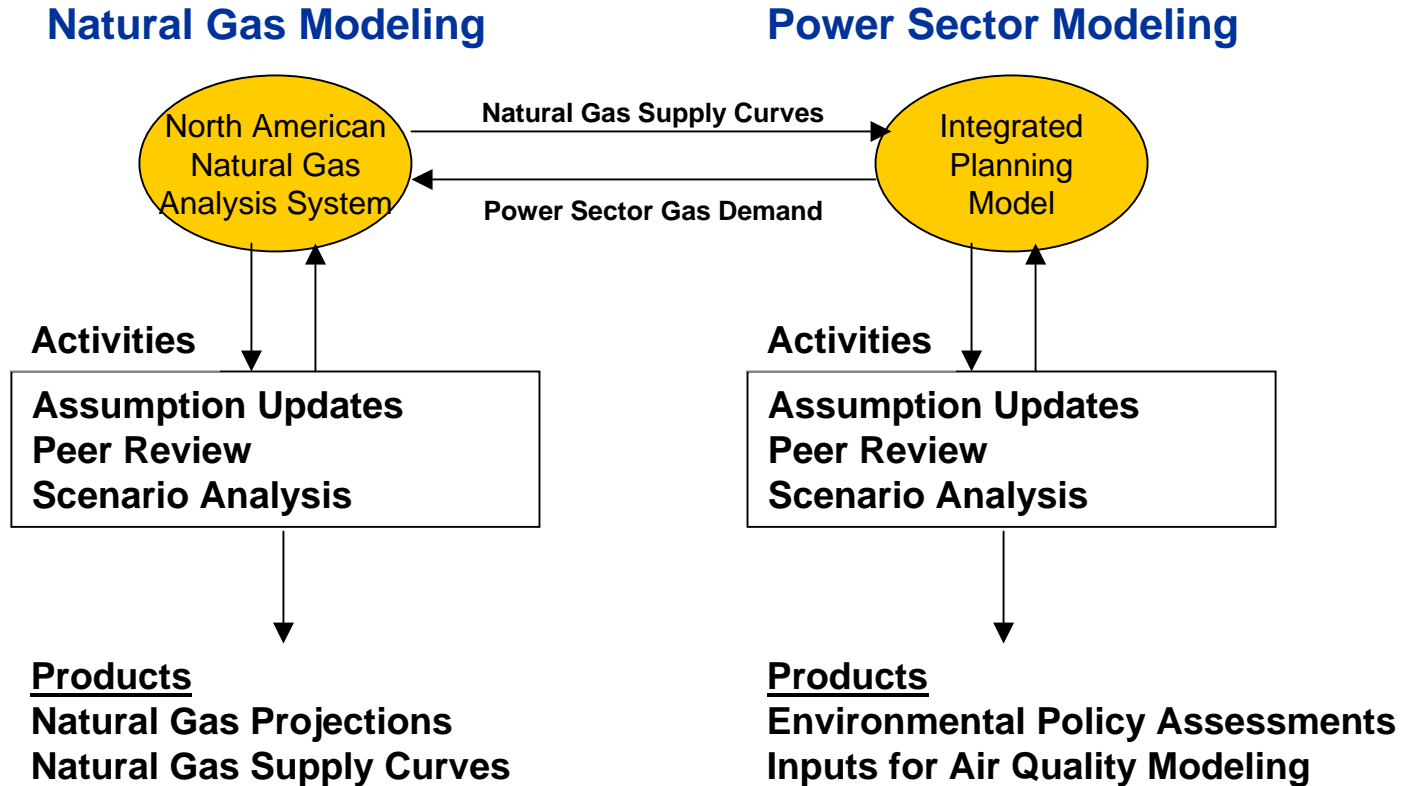 Natural Gas Modeling
Power Sector Modeling
North American
Natural Gas
Analysis System
Natural Gas Supply Curves
Power Sector Gas Demand
Integrated
Planning
Model
Activities
Assumption Updates
Peer Review
Scenario Analysis
Products
Natural Gas Projections
Natural Gas Supply Curves
Activities
Assumption Updates
Peer Review
Scenario Analysis
Products
Environmental Policy Assessments
Inputs for Air Quality Modeling